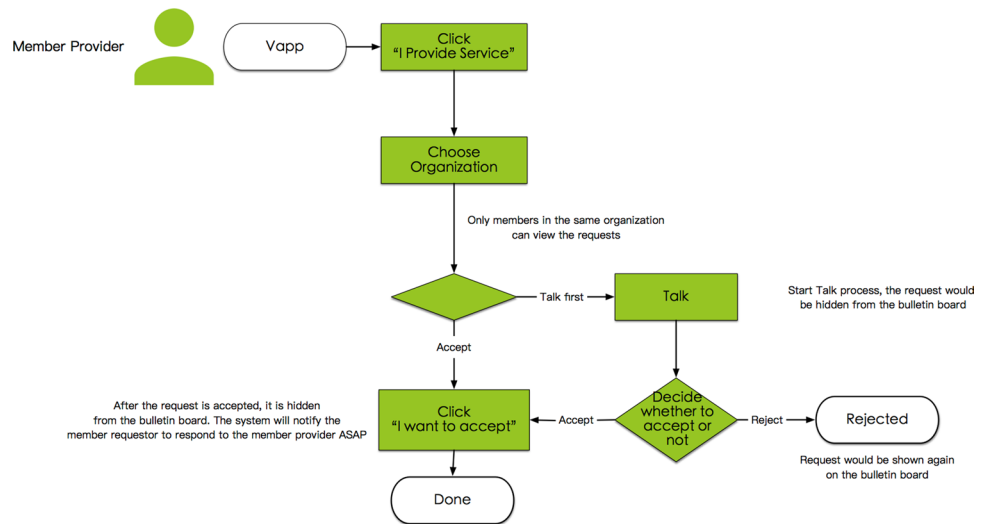 Member Provider
Vapp
Click
“I Provide Service”
Choose
Organization
Only members in the same organization
can view the requests
Talk first
Talk
Start Talk process, the request would
be hidden from the bulletin board
Accept
After the request is accepted, it is hidden
from the bulletin board. The system will notify the
member requestor to respond to the member provider ASAP
Click
“I want to accept”
Accept
Decide
whether to
accept or
not
Reject
Rejected
Request would be shown again
on the bulletin board
Done